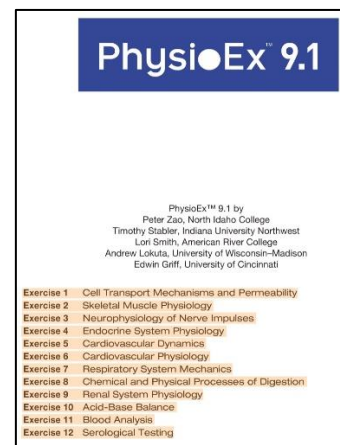 PhysioEx™ 9.1
PhysioEx™ 9.1 by
Peter Zao, North Idaho College
Timothy Stabler, Indiana University Northwest
Lori Smith, American River College
Andrew Lokuta, University of Wisconsin–Madison
Edwin Griff, University of Cincinnati
Exercise 1 Cell Transport Mechanisms and Permeability
Exercise 2 Skeletal Muscle Physiology
Exercise 3 Neurophysiology of Nerve Impulses
Exercise 4 Endocrine System Physiology
Exercise 5 Cardiovascular Dynamics
Exercise 6 Cardiovascular Physiology
Exercise 7 Respiratory System Mechanics
Exercise 8 Chemical and Physical Processes of Digestion
Exercise 9 Renal System Physiology
Exercise 10 Acid-Base Balance
Exercise 11 Blood Analysis
Exercise 12 Serological Testing